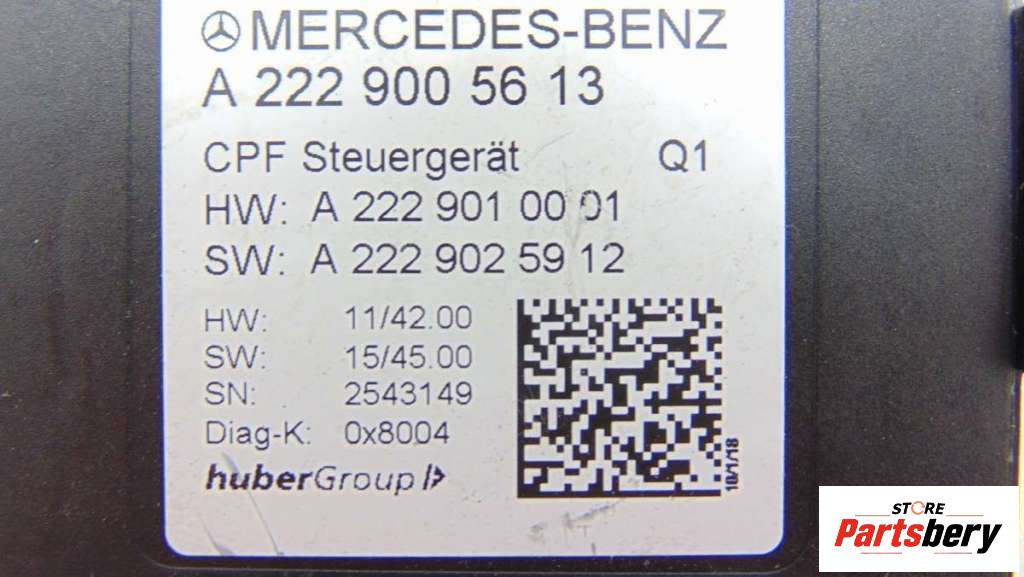 MERCEDES-BENZ
A 222 900 56 13
CPF Steuergerät Q1
HW: A 222 901 00 01
SW: A 222 902 59 12
HW: 11/42.00
SW: 15/45.00
SN: 2543149
Diag-K: 0x8004
huberGroup
18/1/18
STORE
Partsbery